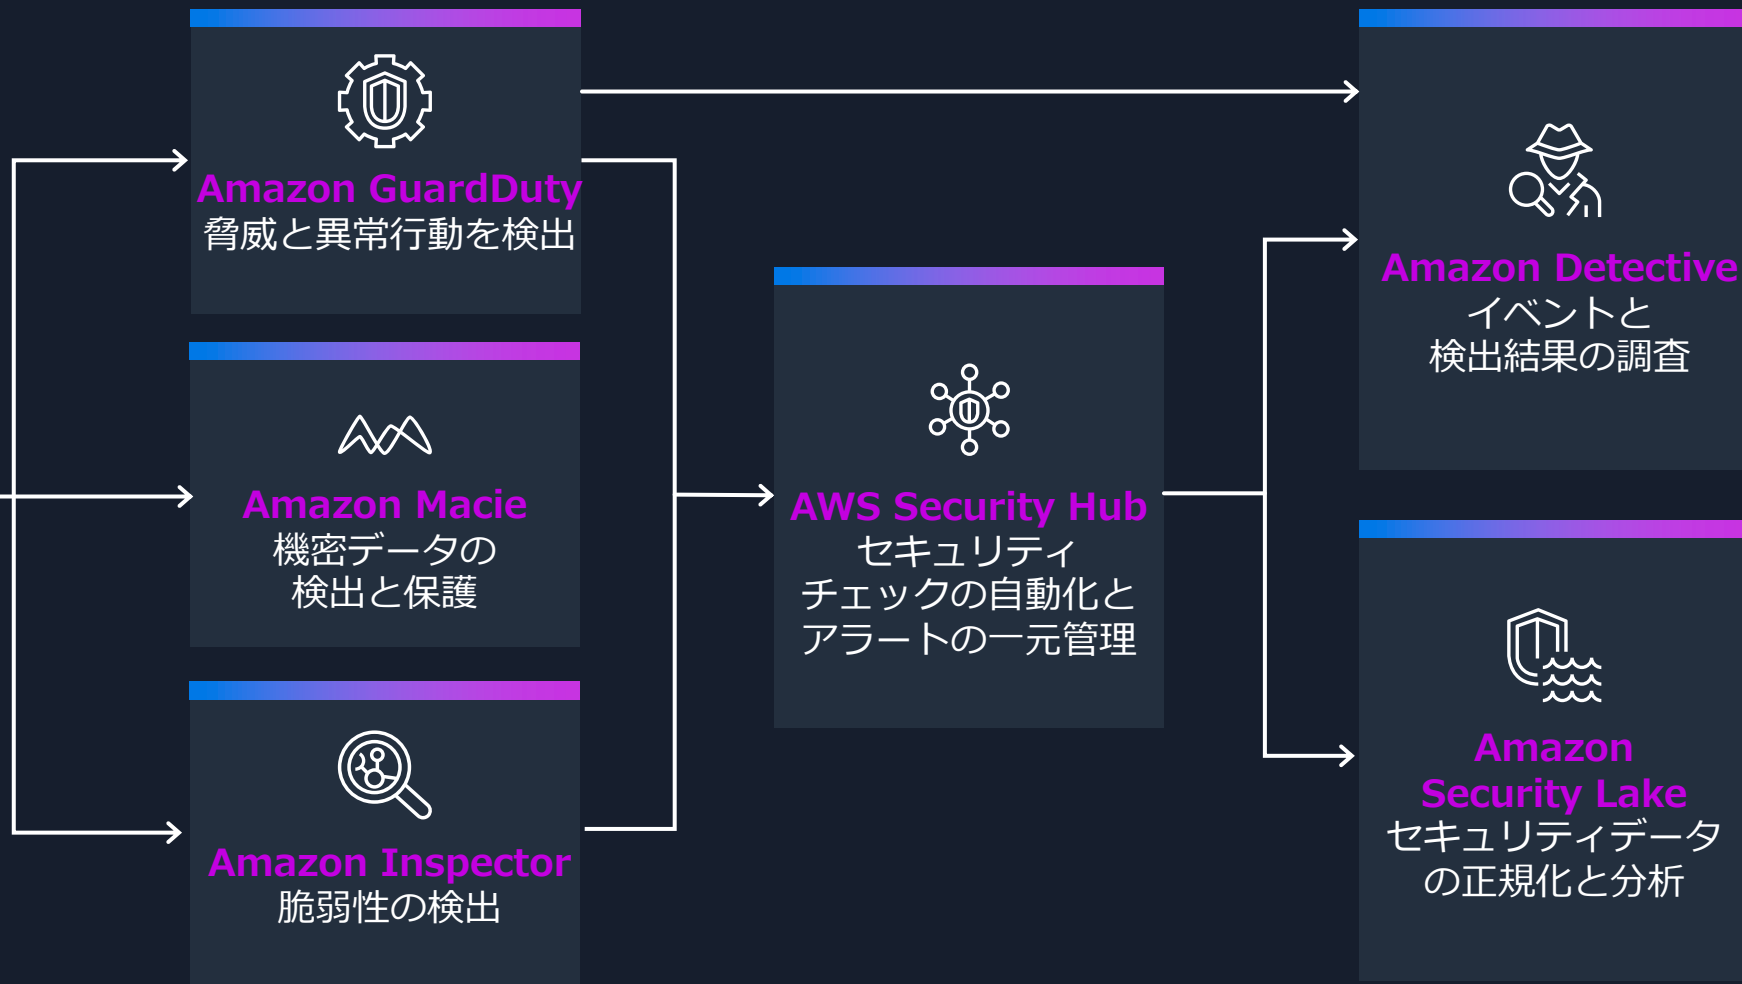 Amazon GuardDuty
脅威と異常行動を検出
Amazon Macie
機密データの
検出と保護
Amazon Inspector
脆弱性の検出
AWS Security Hub
セキュリティ
チェックの自動化と
アラートの一元管理
Amazon Detective
イベントと
検出結果の調査
Amazon
Security Lake
セキュリティデータ
の正規化と分析